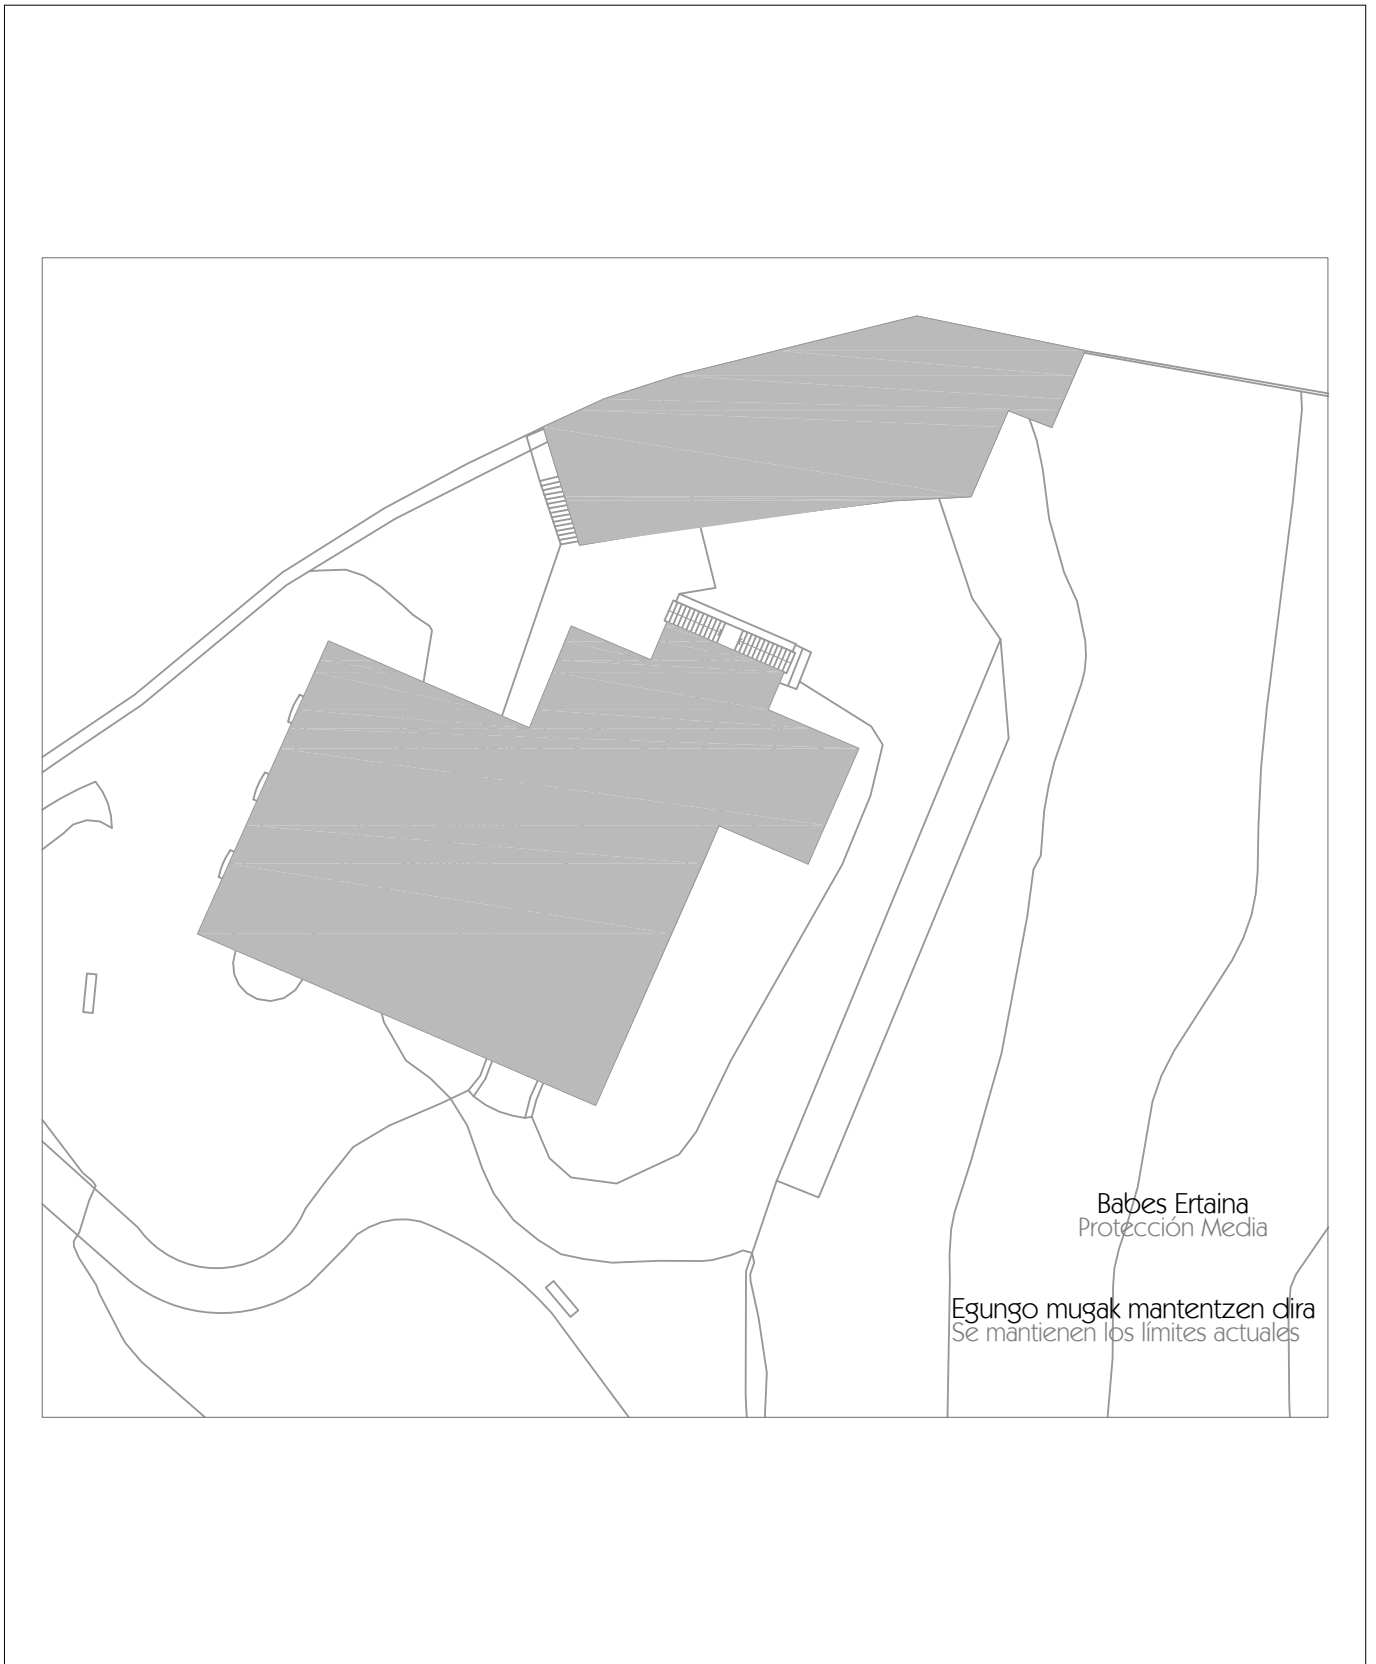 Babes Ertaina
Protección Media
Egungo mugak mantentzen dira
Se mantienen los límites actuales